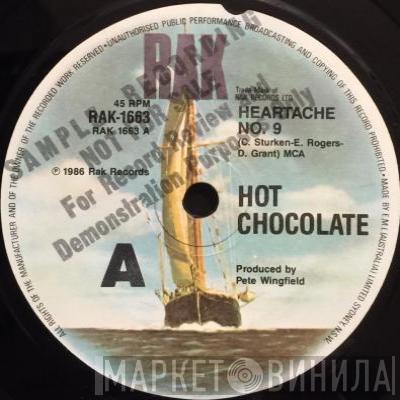 ALL RIGHTS OF THE MANUFACTURER AND OF THE OWNER OF THE RECORDED WORK RESERVED • UNAUTHORISED PUBLIC PERFORMANCE BROADCASTING AND COPYING OF THIS RECORD PROHIBITED • MADE BY E.M.I. (AUSTRALIA) LIMITED SYDNEY, N.S.W.
RAK
Trade Mark of
RAK RECORDS LTD.
45 RPM
RAK-1663
RAK 1663 A
SAMPLE RECORDING
NOT FOR SALE
For Record Review and
Demonstration Purposes Only
HEARTACHE
NO. 9
(C. Sturken-E. Rogers-
D. Grant) MCA
℗ 1986 Rak Records
HOT
CHOCOLATE
A
Produced by
Pete Wingfield
МАРКЕТ ВИНИЛА